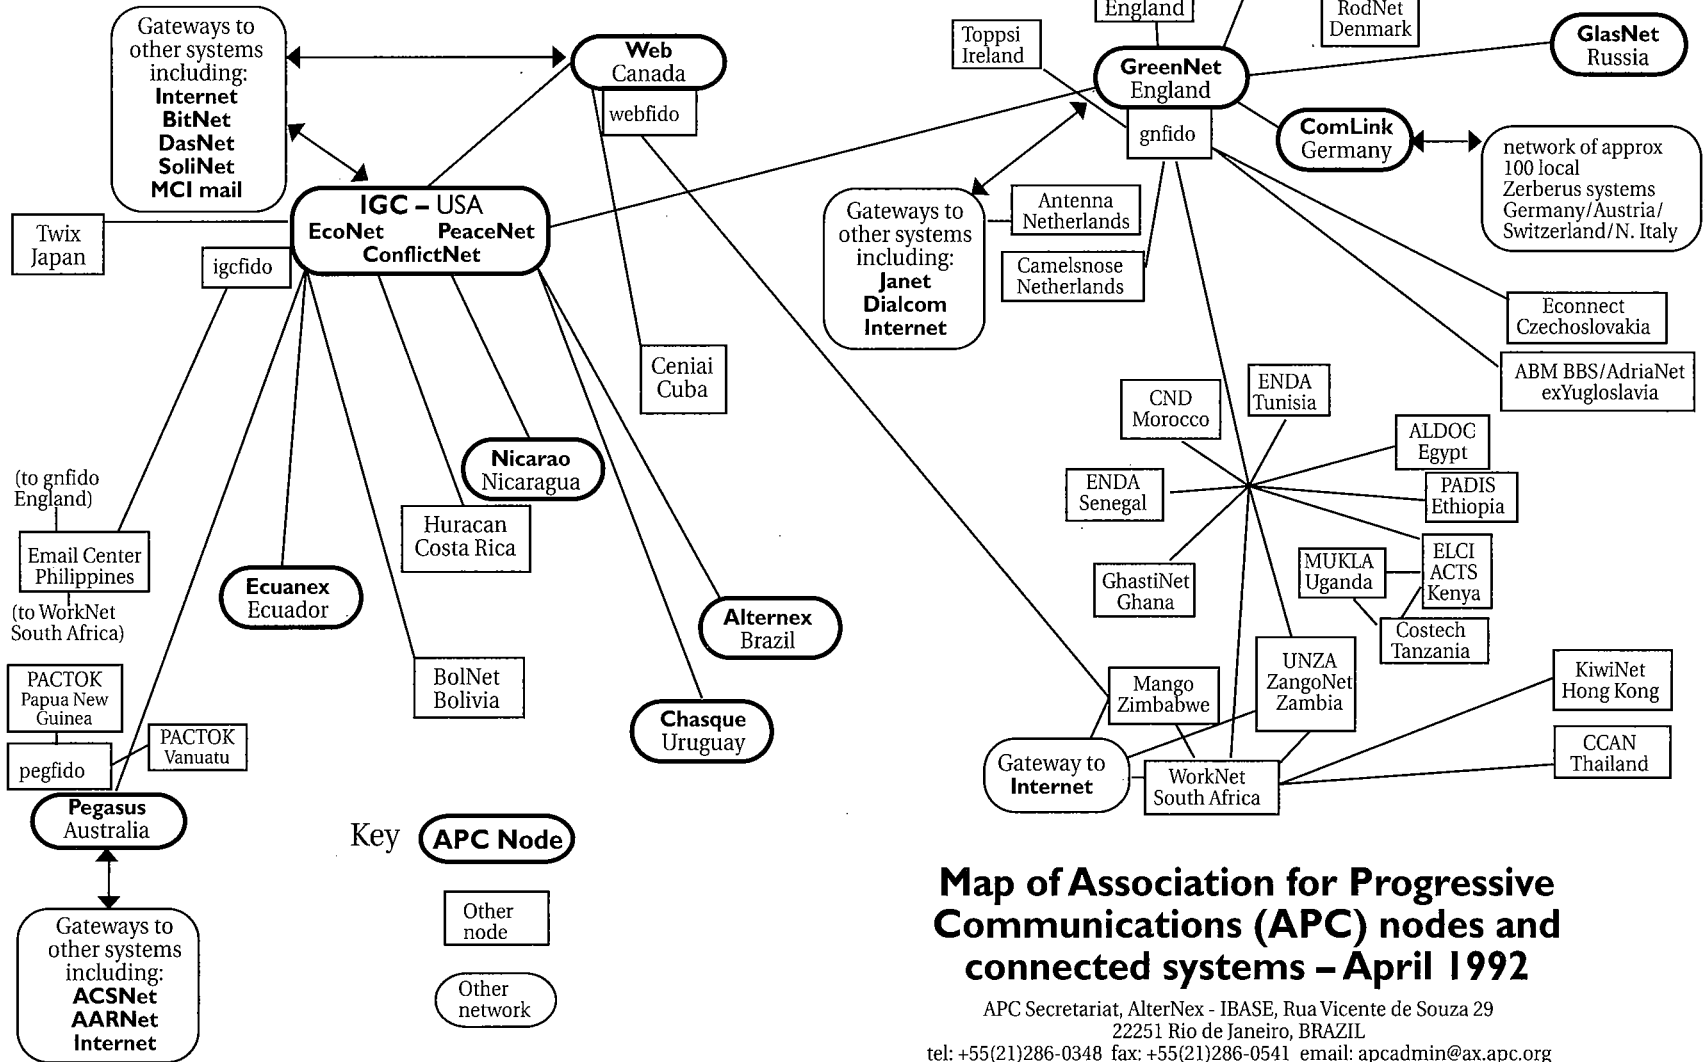 Gateways to
other systems
including:
Internet
BitNet
DasNet
SoliNet
MCI mail
Web
Canada
webfido
England
Toppsi
Ireland
RodNet
Denmark
GreenNet
England
gnfido
GlasNet
Russia
ComLink
Germany
network of approx
100 local
Zerberus systems
Germany/Austria/
Switzerland/N. Italy
Twix
Japan
IGC – USA
EcoNet PeaceNet
ConflictNet
igcfido
Gateways to
other systems
including:
Janet
Dialcom
Internet
Antenna
Netherlands
Camelsnose
Netherlands
Econnect
Czechoslovakia
ABM BBS/AdriaNet
exYugloslavia
Ceniai
Cuba
CND
Morocco
ENDA
Tunisia
ALDOC
Egypt
ENDA
Senegal
PADIS
Ethiopia
Nicarao
Nicaragua
Huracan
Costa Rica
(to gnfido
England)
Email Center
Philippines
(to WorkNet
South Africa)
Ecuanex
Ecuador
GhastiNet
Ghana
MUKLA
Uganda
ELCI
ACTS
Kenya
Costech
Tanzania
Alternex
Brazil
BolNet
Bolivia
Chasque
Uruguay
PACTOK
Papua New
Guinea
PACTOK
Vanuatu
pegfido
Pegasus
Australia
Mango
Zimbabwe
UNZA
ZangoNet
Zambia
KiwiNet
Hong Kong
CCAN
Thailand
Gateway to
Internet
WorkNet
South Africa
Gateways to
other systems
including:
ACSNet
AARNet
Internet
Key
APC Node
Other
node
Other
network
Map of Association for Progressive
Communications (APC) nodes and
connected systems – April 1992
APC Secretariat, AlterNex - IBASE, Rua Vicente de Souza 29
22251 Rio de Janeiro, BRAZIL
tel: +55(21)286-0348 fax: +55(21)286-0541 email: apcadmin@ax.apc.org